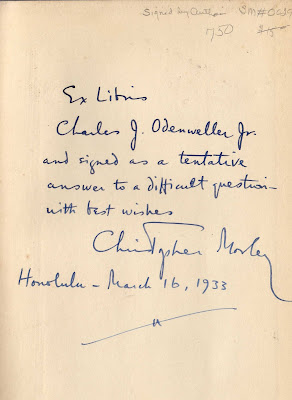 Signed by Author
750
Ex Libris
Charles J. Odenweller Jr.
and signed as a tentative
answer to a difficult question—
with best wishes
Christopher Morley
Honolulu — March 16, 1933